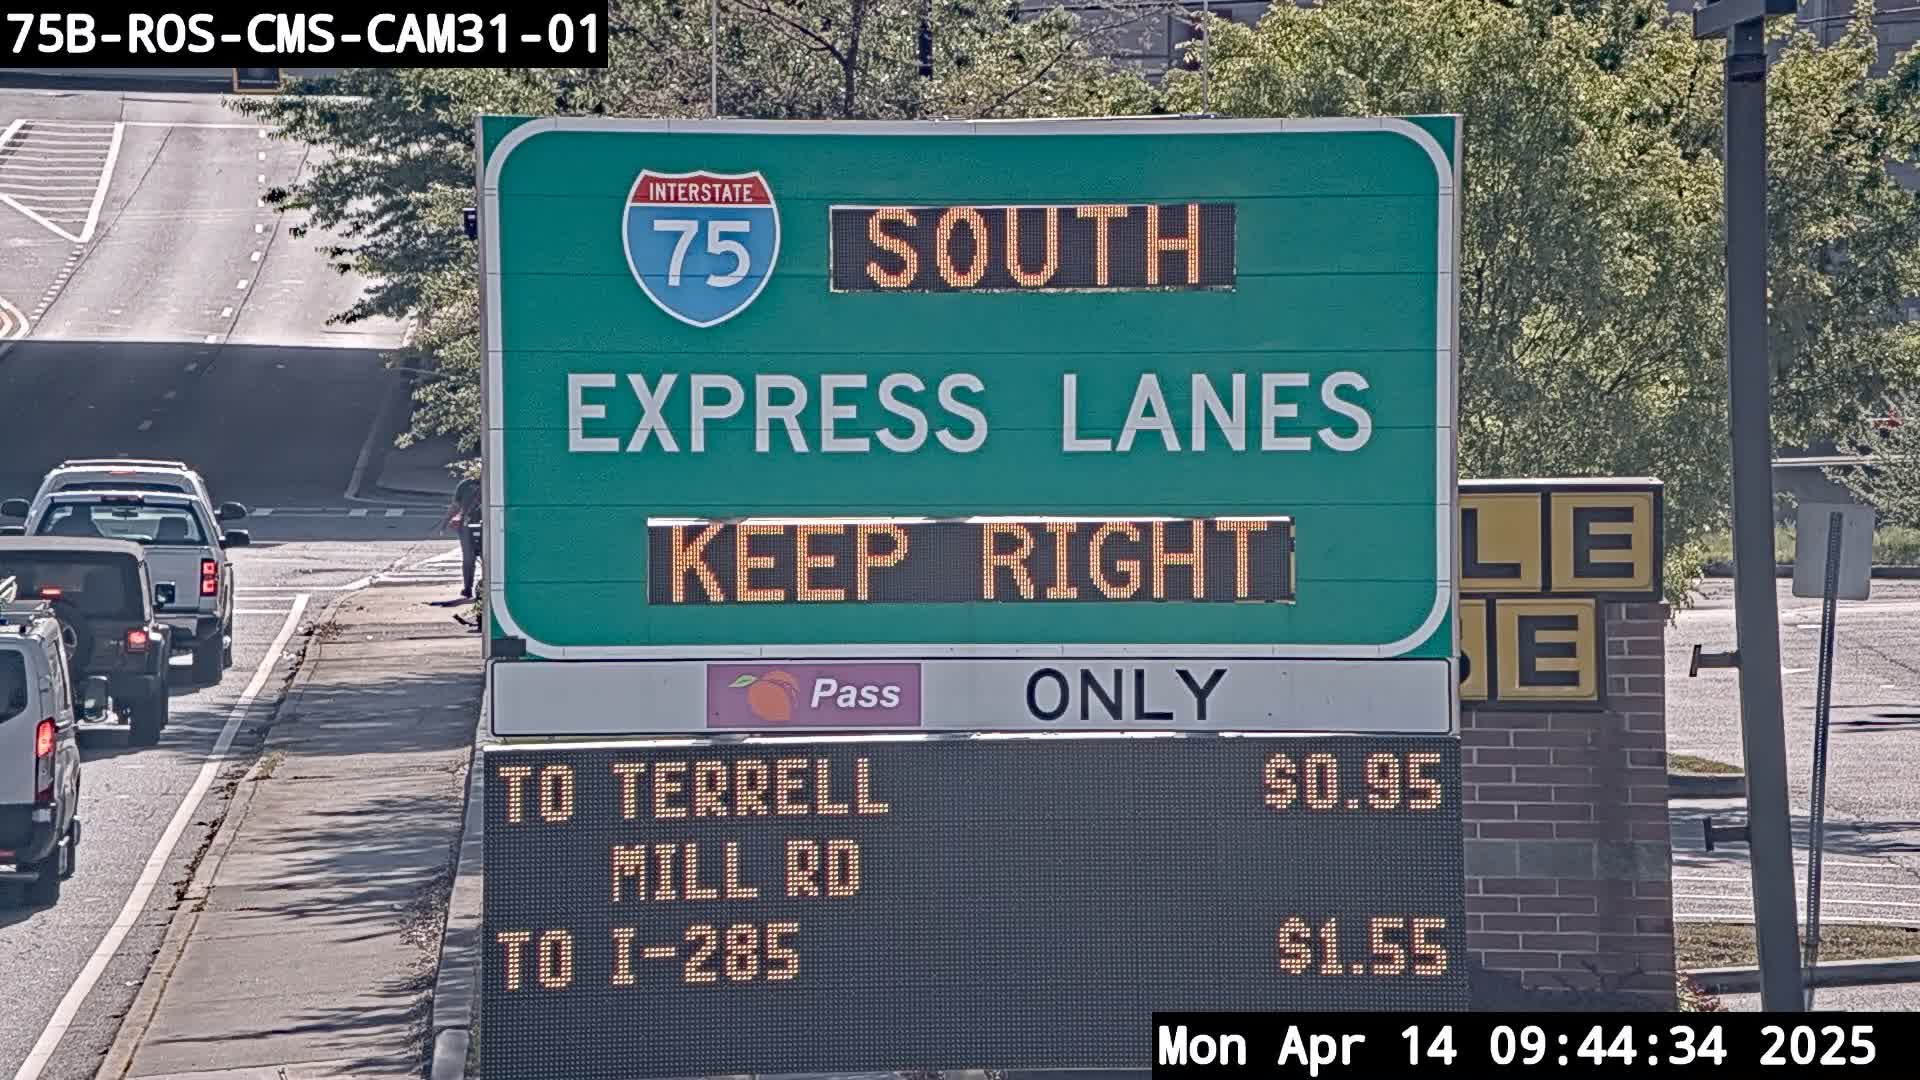 75B-ROS-CMS-CAM31-01
INTERSTATE
75
SOUTH
EXPRESS LANES
KEEP RIGHT
Pass ONLY
TO TERRELL $0.95
MILL RD
TO I-285 $1.55
LE
E
Mon Apr 14 09:44:34 2025